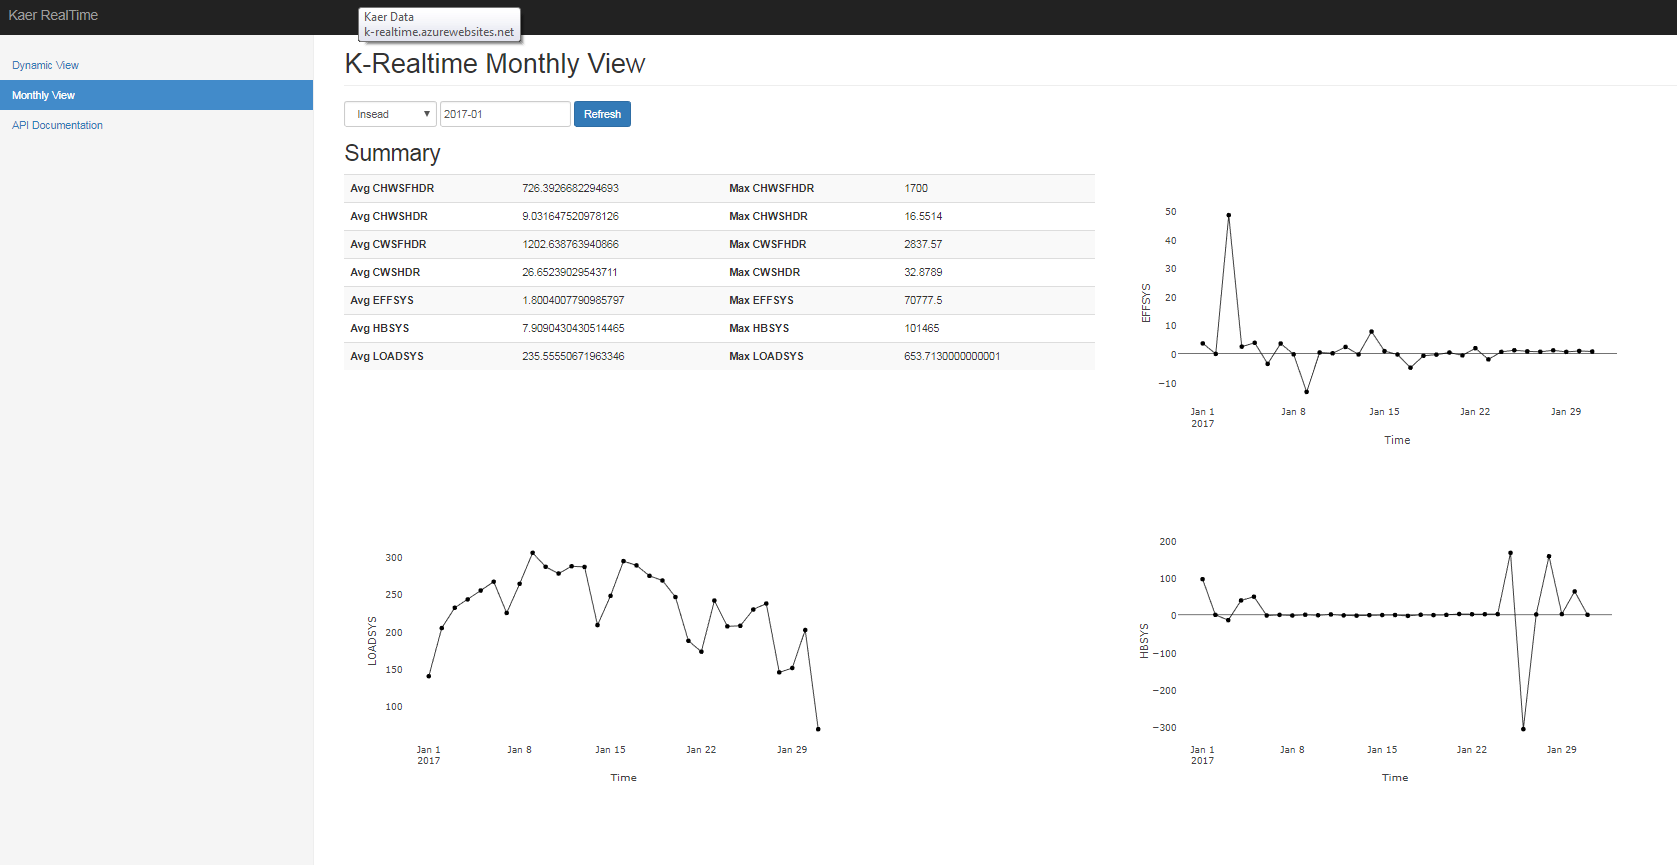 Kaer RealTime
Kaer Data
k-realtime.azurewebsites.net
Dynamic View
Monthly View
API Documentation
K-Realtime Monthly View
Insead 2017-01 Refresh
Summary
Avg CHWSFHDR 726.3926682294693 Max CHWSFHDR 1700
Avg CHWSHDR 9.031647520978126 Max CHWSHDR 16.5514
Avg CWSFHDR 1202.638763940866 Max CWSFHDR 2837.57
Avg CWSHDR 26.65239029543711 Max CWSHDR 32.8789
Avg EFFSYS 1.8004007790985797 Max EFFSYS 70777.5
Avg HBSYS 7.9090430430514465 Max HBSYS 101465
Avg LOADSYS 235.55550671963346 Max LOADSYS 653.7130000000001
EFFSYS
50
40
30
20
10
0
−10
Jan 1 Jan 8 Jan 15 Jan 22 Jan 29
2017
Time
LOADSYS
300
250
200
150
100
Jan 1 Jan 8 Jan 15 Jan 22 Jan 29
2017
Time
HBSYS
200
100
0
−100
−200
−300
Jan 1 Jan 8 Jan 15 Jan 22 Jan 29
2017
Time